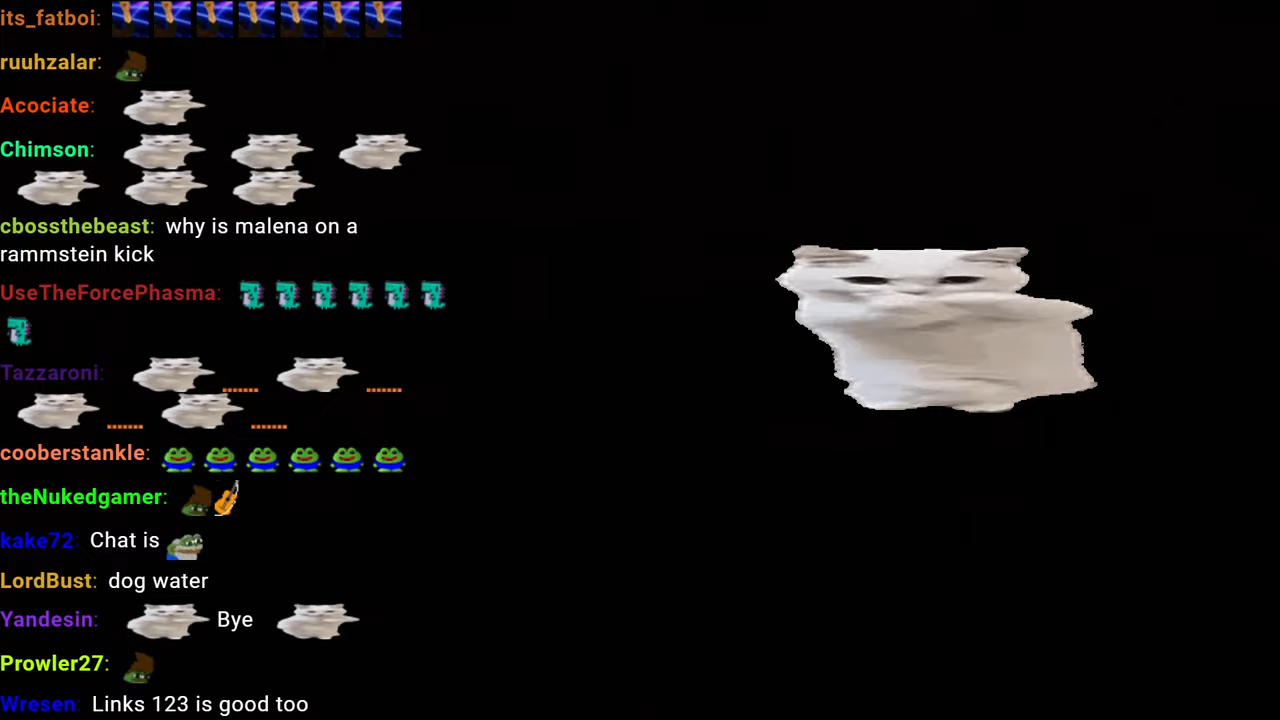 its_fatboi:
ruuhzalar:
Acociate:
Chimson:
cbossthebeast: why is malena on a
rammstein kick
UseTheForcePhasma:
Tazzaroni:
cooberstankle:
theNukedgamer:
kake72: Chat is
LordBust: dog water
Yandesin: Bye
Prowler27:
Wresen: Links 123 is good too